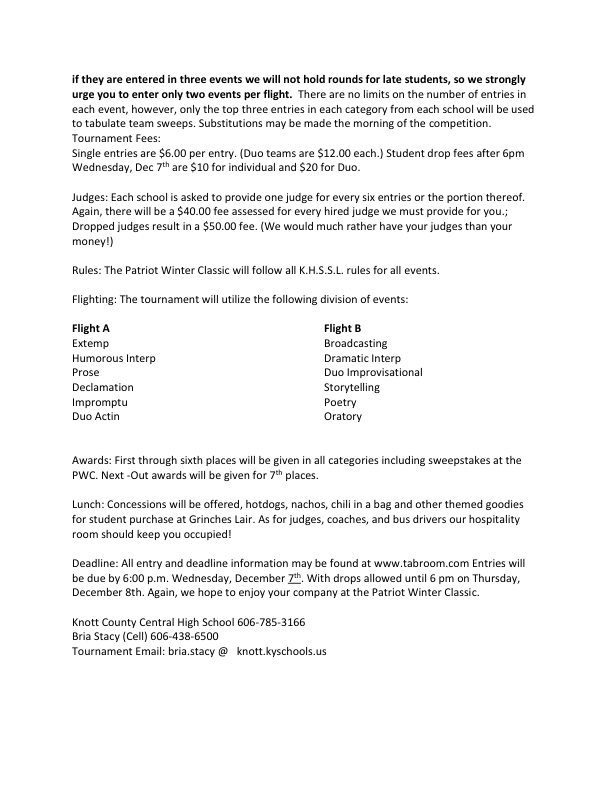 if they are entered in three events we will not hold rounds for late students, so we strongly
urge you to enter only two events per flight.  There are no limits on the number of entries in
each event, however, only the top three entries in each category from each school will be used
to tabulate team sweeps. Substitutions may be made the morning of the competition.
Tournament Fees:
Single entries are $6.00 per entry. (Duo teams are $12.00 each.) Student drop fees after 6pm
Wednesday, Dec 7th are $10 for individual and $20 for Duo.
Judges: Each school is asked to provide one judge for every six entries or the portion thereof.
Again, there will be a $40.00 fee assessed for every hired judge we must provide for you.;
Dropped judges result in a $50.00 fee. (We would much rather have your judges than your
money!)
Rules: The Patriot Winter Classic will follow all K.H.S.S.L. rules for all events.
Flighting: The tournament will utilize the following division of events:
Flight A Flight B
Extemp Broadcasting
Humorous Interp Dramatic Interp
Prose Duo Improvisational
Declamation Storytelling
Impromptu Poetry
Duo Actin Oratory
Awards: First through sixth places will be given in all categories including sweepstakes at the
PWC. Next -Out awards will be given for 7th places.
Lunch: Concessions will be offered, hotdogs, nachos, chili in a bag and other themed goodies
for student purchase at Grinches Lair. As for judges, coaches, and bus drivers our hospitality
room should keep you occupied!
Deadline: All entry and deadline information may be found at www.tabroom.com Entries will
be due by 6:00 p.m. Wednesday, December 7th. With drops allowed until 6 pm on Thursday,
December 8th. Again, we hope to enjoy your company at the Patriot Winter Classic.
Knott County Central High School 606-785-3166
Bria Stacy (Cell) 606-438-6500
Tournament Email: bria.stacy @   knott.kyschools.us